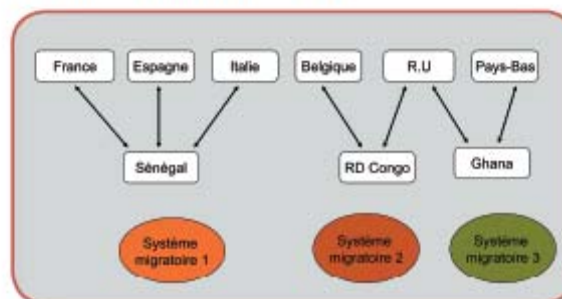 France Espagne Italie Belgique R.U Pays-Bas
Sénégal RD Congo Ghana
Système Système Système
migratoire 1 migratoire 2 migratoire 3